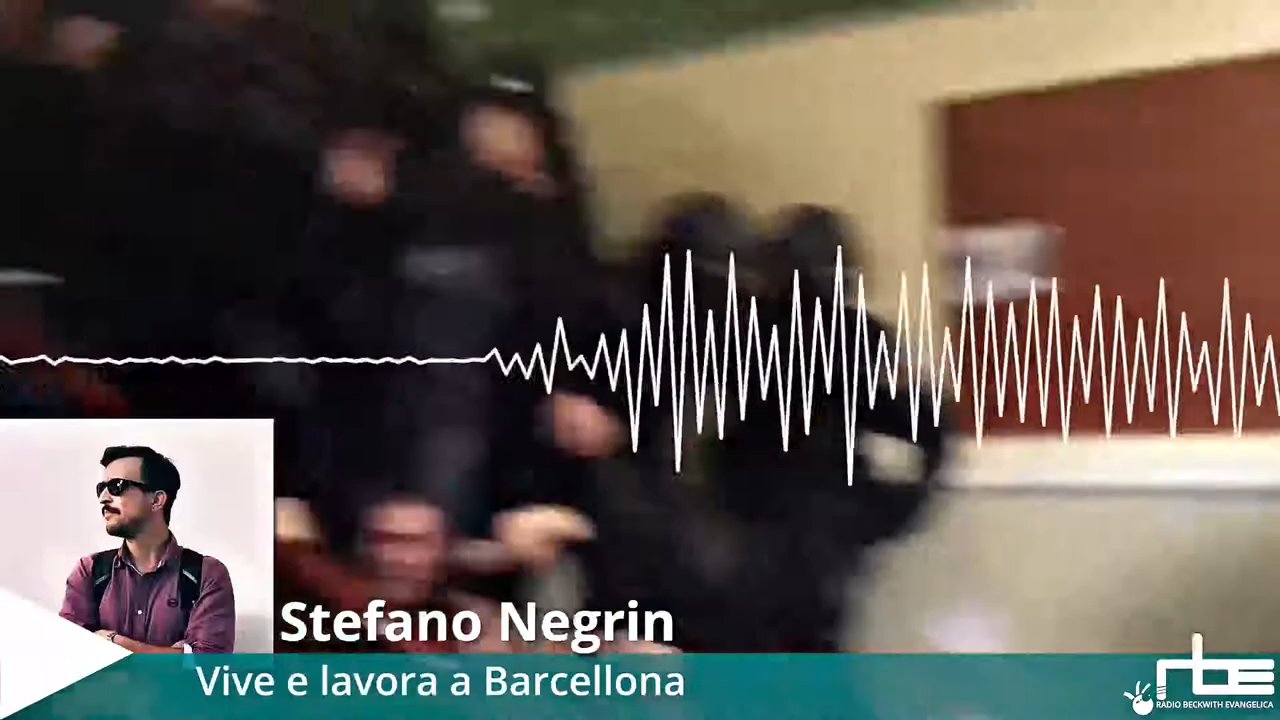 Stefano Negrin
Vive e lavora a Barcellona
rbe
RADIO BECKWITH EVANGELICA